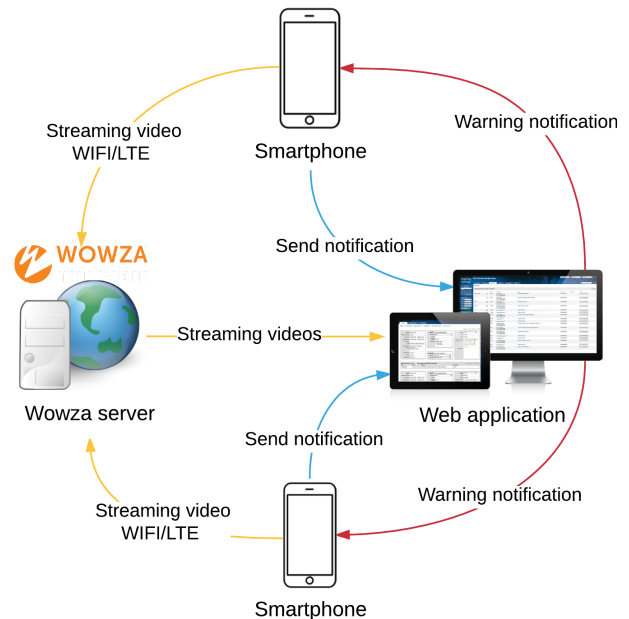 Streaming video
WIFI/LTE
Smartphone
Warning notification
Send notification
WOWZA
Streaming videos
Wowza server
Web application
Send notification
Warning notification
Streaming video
WIFI/LTE
Smartphone